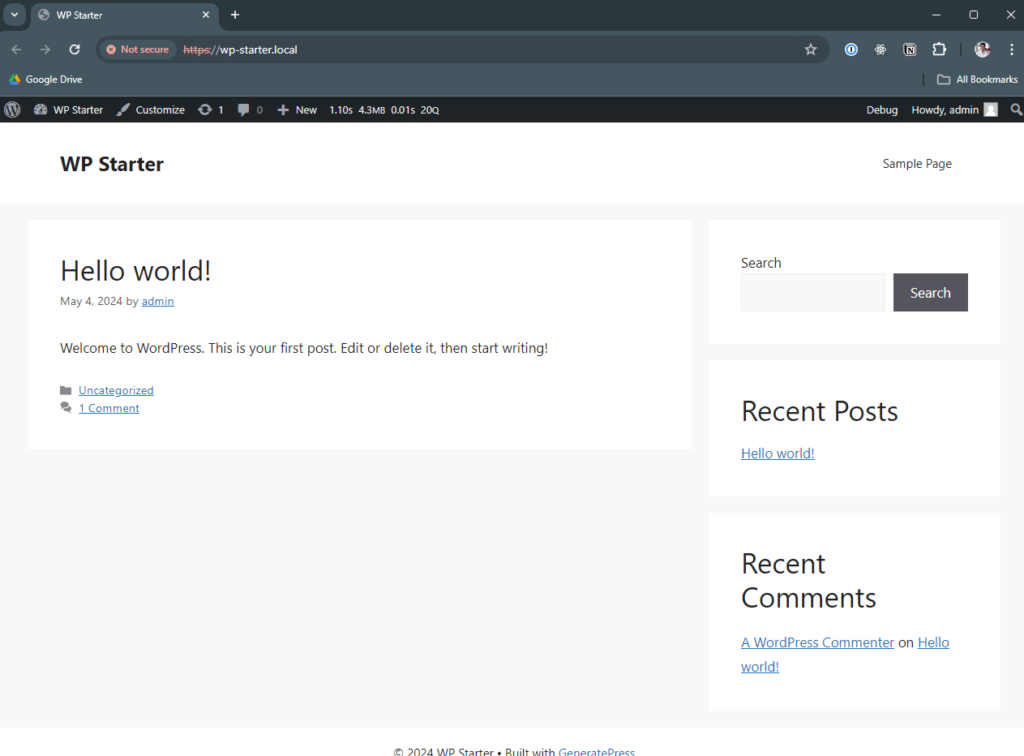 WP Starter
Not secure https://wp-starter.local
Google Drive
All Bookmarks
WP Starter Customize 1 0 New 1.10s 4.3MB 0.01s 20Q Debug Howdy, admin
WP Starter
Sample Page
Hello world!
May 4, 2024 by admin
Welcome to WordPress. This is your first post. Edit or delete it, then start writing!
Uncategorized
1 Comment
Search
Search
Recent Posts
Hello world!
Recent
Comments
A WordPress Commenter on Hello
world!
© 2024 WP Starter • Built with GeneratePress